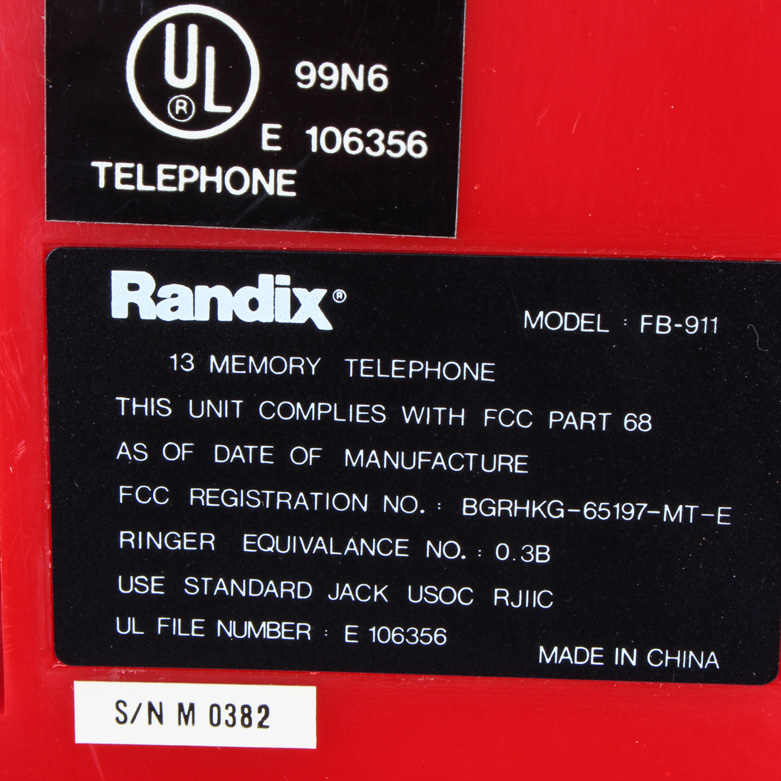 UL ® 99N6
E 106356
TELEPHONE
Randix®
MODEL : FB-911
13 MEMORY TELEPHONE
THIS UNIT COMPLIES WITH FCC PART 68
AS OF DATE OF MANUFACTURE
FCC REGISTRATION NO. : BGRHKG-65197-MT-E
RINGER EQUIVALANCE NO. : 0.3B
USE STANDARD JACK USOC RJIIC
UL FILE NUMBER : E 106356
MADE IN CHINA
S/N M 0382